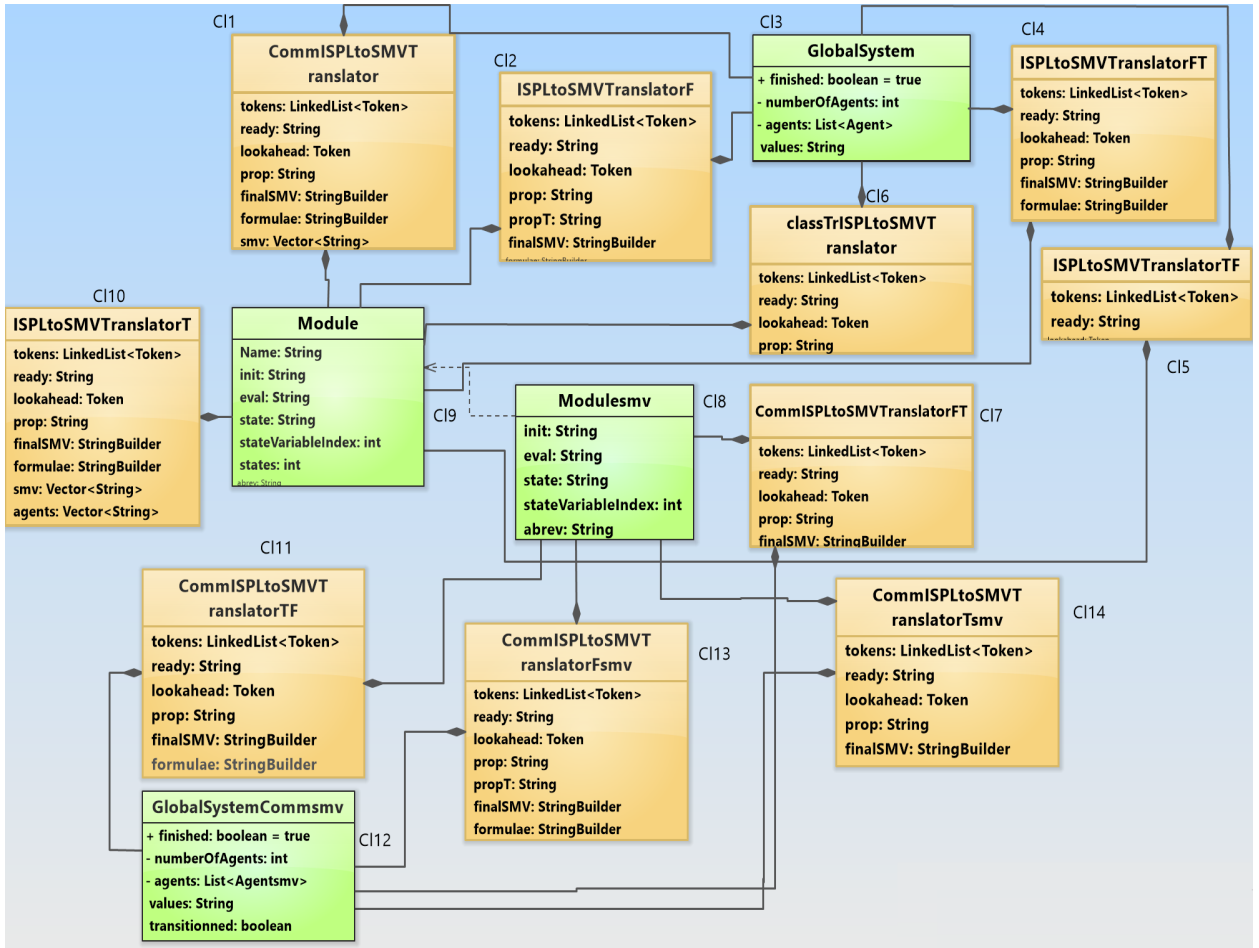 Cl1
CommISPLtoSMVT
ranslator
tokens: LinkedList<Token>
ready: String
lookahead: Token
prop: String
finalSMV: StringBuilder
formulae: StringBuilder
smv: Vector<String>
Cl2
ISPLtoSMVTranslatorF
tokens: LinkedList<Token>
ready: String
lookahead: Token
prop: String
propT: String
finalSMV: StringBuilder
formulae: StringBuilder
Cl3
GlobalSystem
+ finished: boolean = true
- numberOfAgents: int
- agents: List<Agent>
values: String
Cl4
ISPLtoSMVTranslatorFT
tokens: LinkedList<Token>
ready: String
lookahead: Token
prop: String
finalSMV: StringBuilder
formulae: StringBuilder
Cl6
classTrISPLtoSMVT
ranslator
tokens: LinkedList<Token>
ready: String
lookahead: Token
prop: String
ISPLtoSMVTranslatorTF
tokens: LinkedList<Token>
ready: String
lookahead: Token
Cl5
Cl10
ISPLtoSMVTranslatorT
tokens: LinkedList<Token>
ready: String
lookahead: Token
prop: String
finalSMV: StringBuilder
formulae: StringBuilder
smv: Vector<String>
agents: Vector<String>
Module
Name: String
init: String
eval: String
state: String
stateVariableIndex: int
states: int
abrev: String
Cl9
Modulesmv
init: String
eval: String
state: String
stateVariableIndex: int
abrev: String
Cl8
CommISPLtoSMVTranslatorFT
tokens: LinkedList<Token>
ready: String
lookahead: Token
prop: String
finalSMV: StringBuilder
Cl7
Cl11
CommISPLtoSMVT
ranslatorTF
tokens: LinkedList<Token>
ready: String
lookahead: Token
prop: String
finalSMV: StringBuilder
formulae: StringBuilder
CommISPLtoSMVT
ranslatorFsmv
tokens: LinkedList<Token>
ready: String
lookahead: Token
prop: String
propT: String
finalSMV: StringBuilder
formulae: StringBuilder
Cl13
CommISPLtoSMVT
ranslatorTsmv
tokens: LinkedList<Token>
ready: String
lookahead: Token
prop: String
finalSMV: StringBuilder
Cl14
GlobalSystemCommsmv
+ finished: boolean = true
- numberOfAgents: int
- agents: List<Agentsmv>
values: String
transitionned: boolean
Cl12